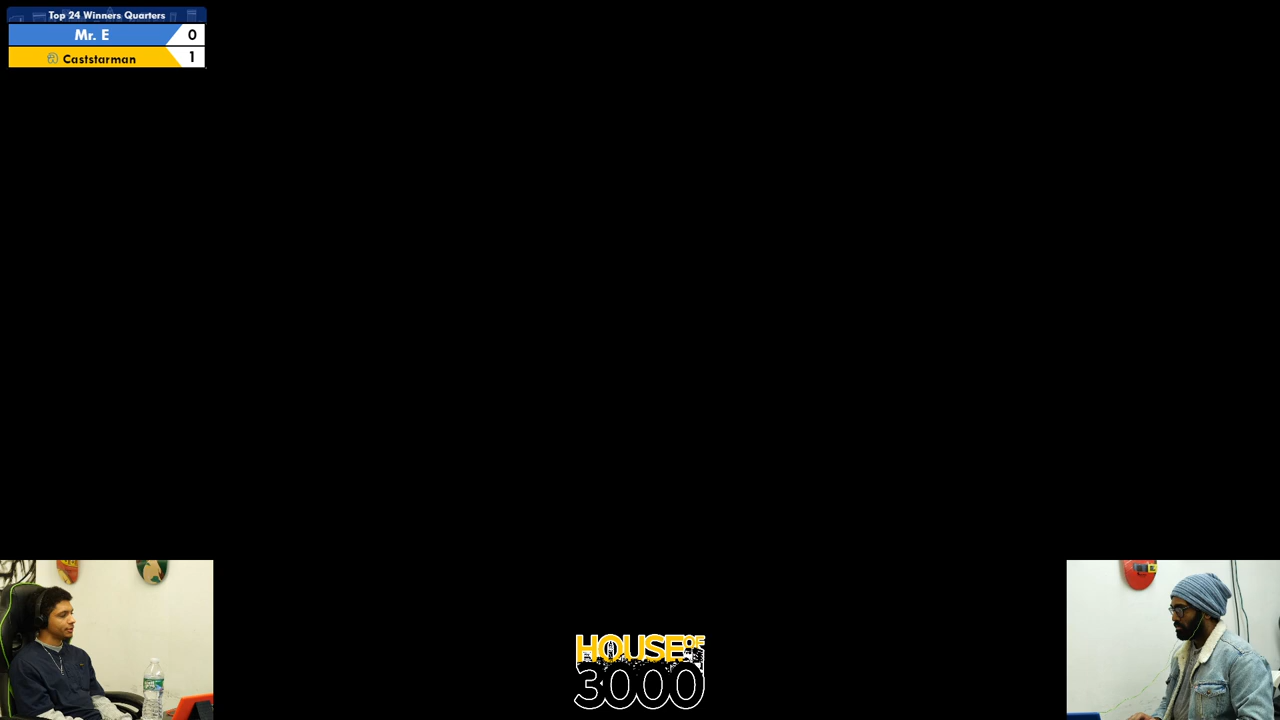 Top 24 Winners Quarters
Mr. E 0
Caststarman 1
HOUSE OF
3000